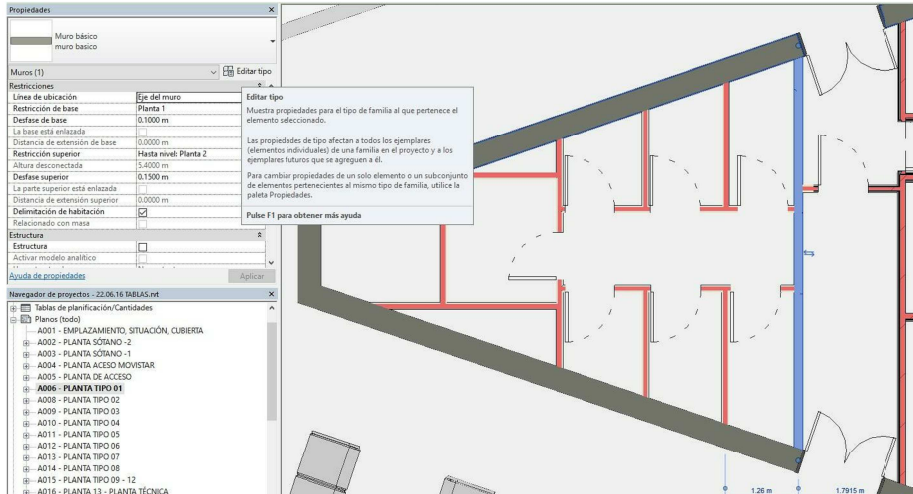 Propiedades
Muro básico
muro basico
Muros (1)
Editar tipo
Restricciones
Línea de ubicación Eje del muro
Restricción de base Planta 1
Desfase de base 0.1000 m
La base está enlazada
Distancia de extensión de base 0.0000 m
Restricción superior Hasta nivel: Planta 2
Altura desconectada 5.4000 m
Desfase superior 0.1500 m
La parte superior está enlazada
Distancia de extensión superior 0.0000 m
Delimitación de habitación
Relacionado con masa
Estructura
Estructura
Activar modelo analítico
Ayuda de propiedades
Aplicar
Editar tipo
Muestra propiedades para el tipo de familia al que pertenece el
elemento seleccionado.
Las propiedades de tipo afectan a todos los ejemplares
(elementos individuales) de una familia en el proyecto y a los
ejemplares futuros que se agreguen a él.
Para cambiar propiedades de un solo elemento o un subconjunto
de elementos pertenecientes al mismo tipo de familia, utilice la
paleta Propiedades.
Pulse F1 para obtener más ayuda
Navegador de proyectos - 22.06.16 TABLAS.rvt
Tablas de planificación/Cantidades
Planos (todo)
A001 - EMPLAZAMIENTO, SITUACIÓN, CUBIERTA
A002 - PLANTA SÓTANO -2
A003 - PLANTA SÓTANO -1
A004 - PLANTA ACESO MOVISTAR
A005 - PLANTA DE ACCESO
A006 - PLANTA TIPO 01
A008 - PLANTA TIPO 02
A009 - PLANTA TIPO 03
A010 - PLANTA TIPO 04
A011 - PLANTA TIPO 05
A012 - PLANTA TIPO 06
A013 - PLANTA TIPO 07
A014 - PLANTA TIPO 08
A015 - PLANTA TIPO 09 - 12
A016 - PLANTA 13 - PLANTA TÉCNICA
1.26 m
1.7915 m